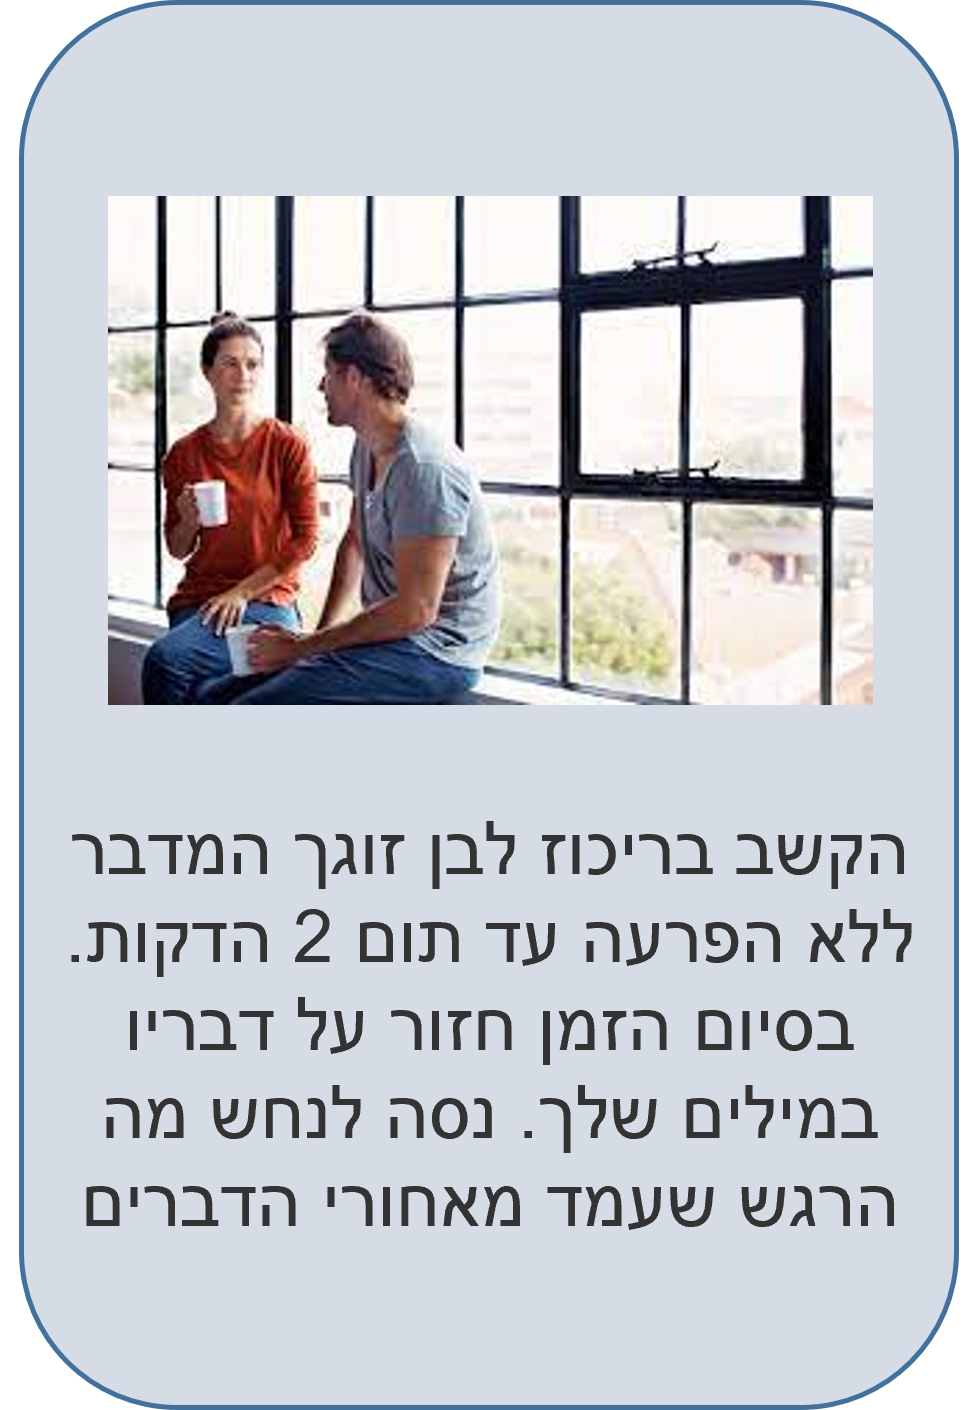 הקשב בריכוז לבן זוגך המדבר
ללא הפרעה עד תום 2 הדקות.
בסיום הזמן חזור על דבריו
במילים שלך. נסה לנחש מה
הרגש שעמד מאחורי הדברים